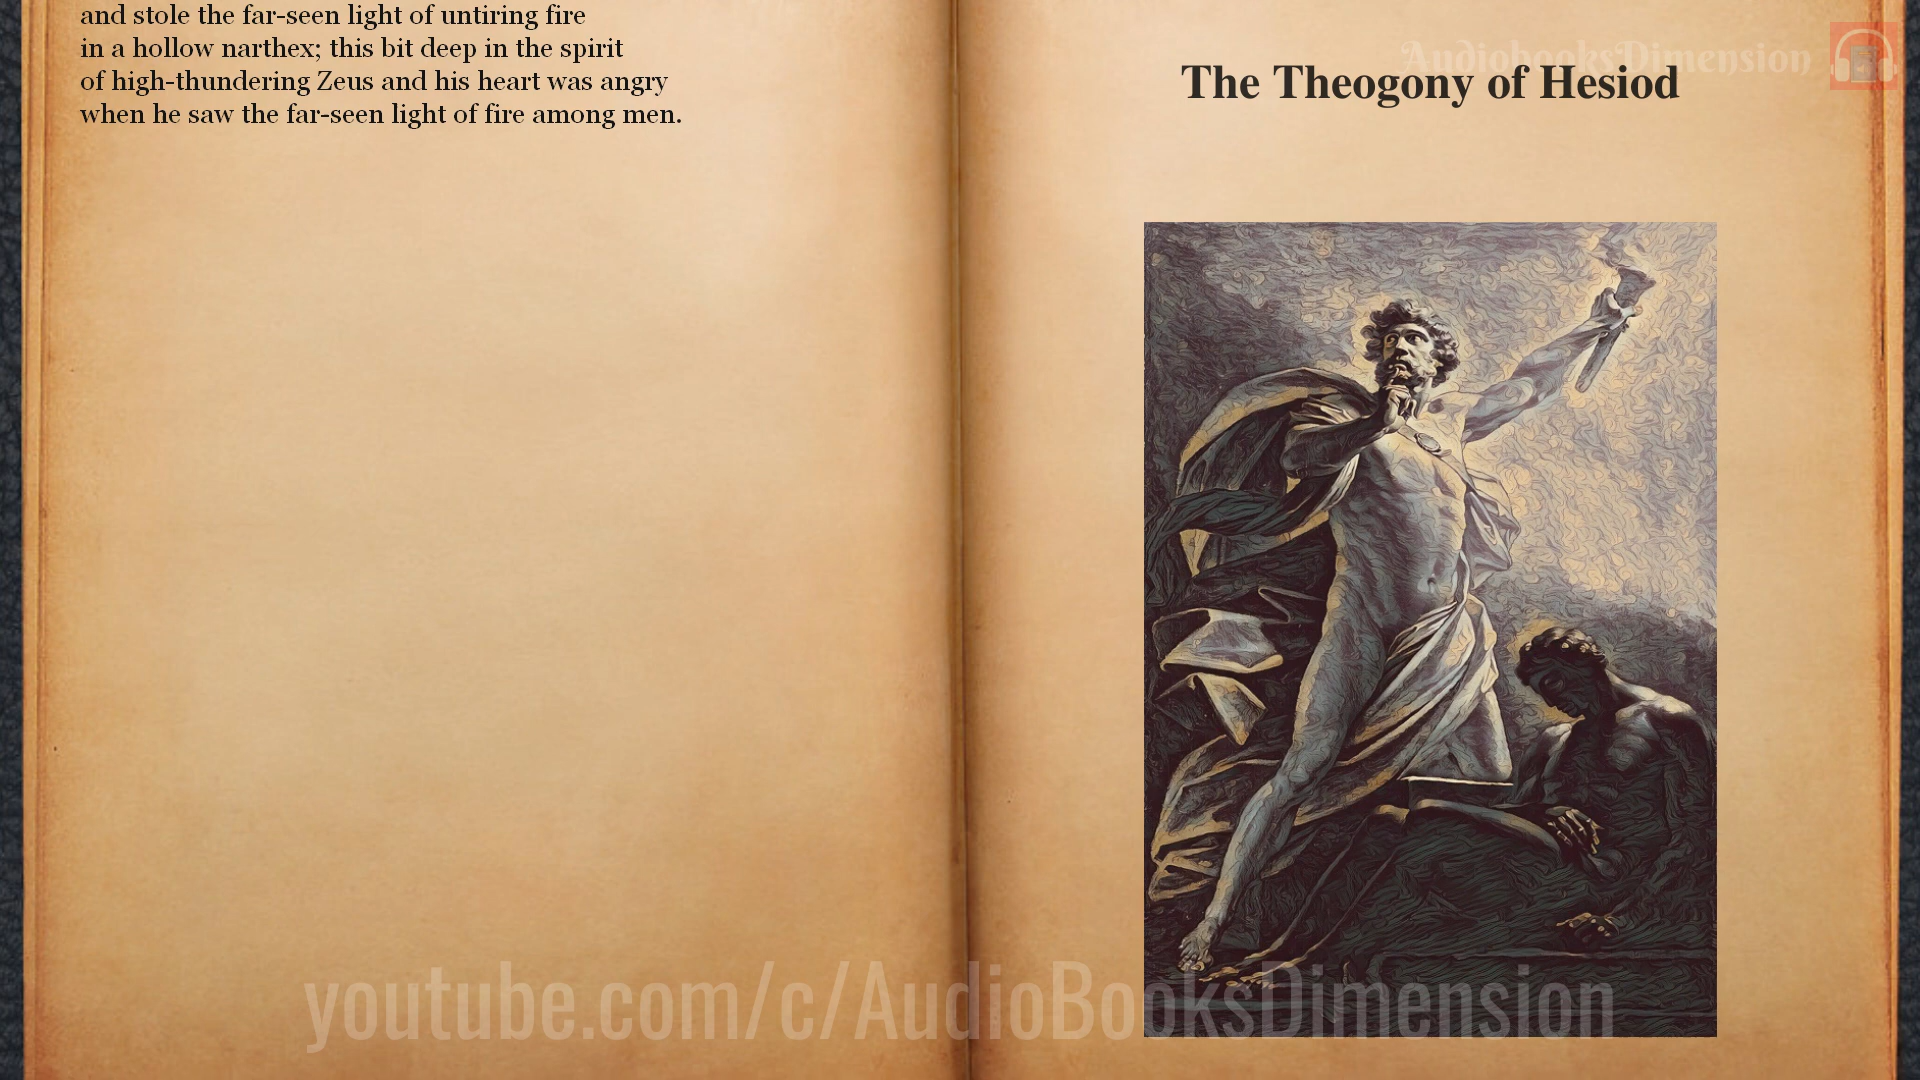 and stole the far-seen light of untiring fire
in a hollow narthex; this bit deep in the spirit
of high-thundering Zeus and his heart was angry
when he saw the far-seen light of fire among men.
AudiobooksDimension
The Theogony of Hesiod
youtube.com/c/AudioBooksDimension